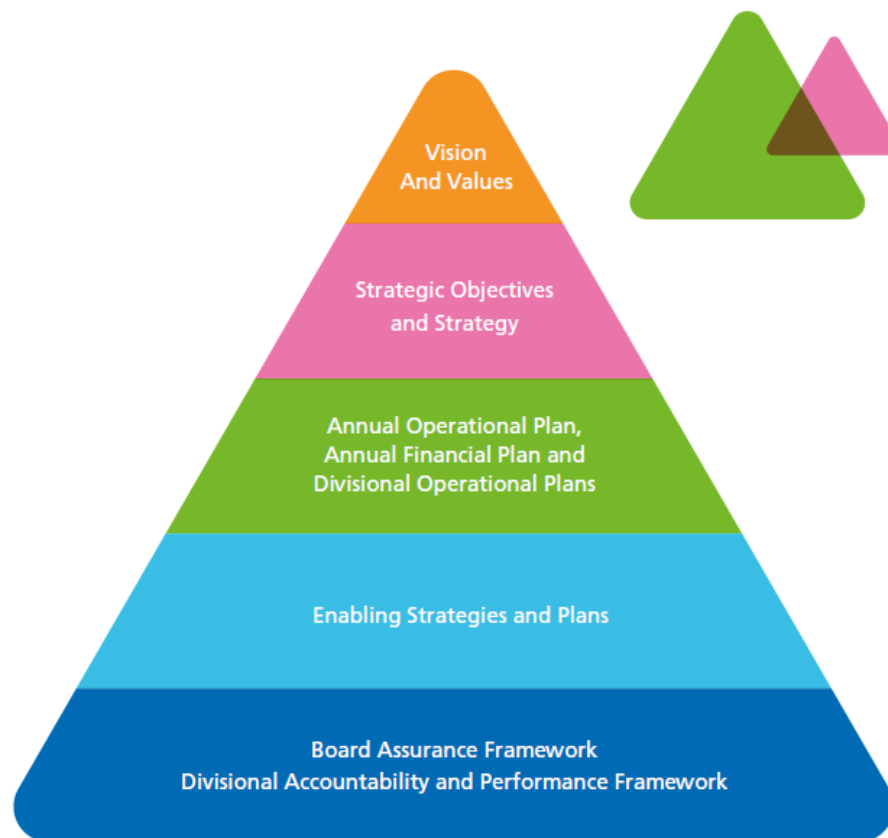 Vision
And Values
Strategic Objectives
and Strategy
Annual Operational Plan,
Annual Financial Plan and
Divisional Operational Plans
Enabling Strategies and Plans
Board Assurance Framework
Divisional Accountability and Performance Framework